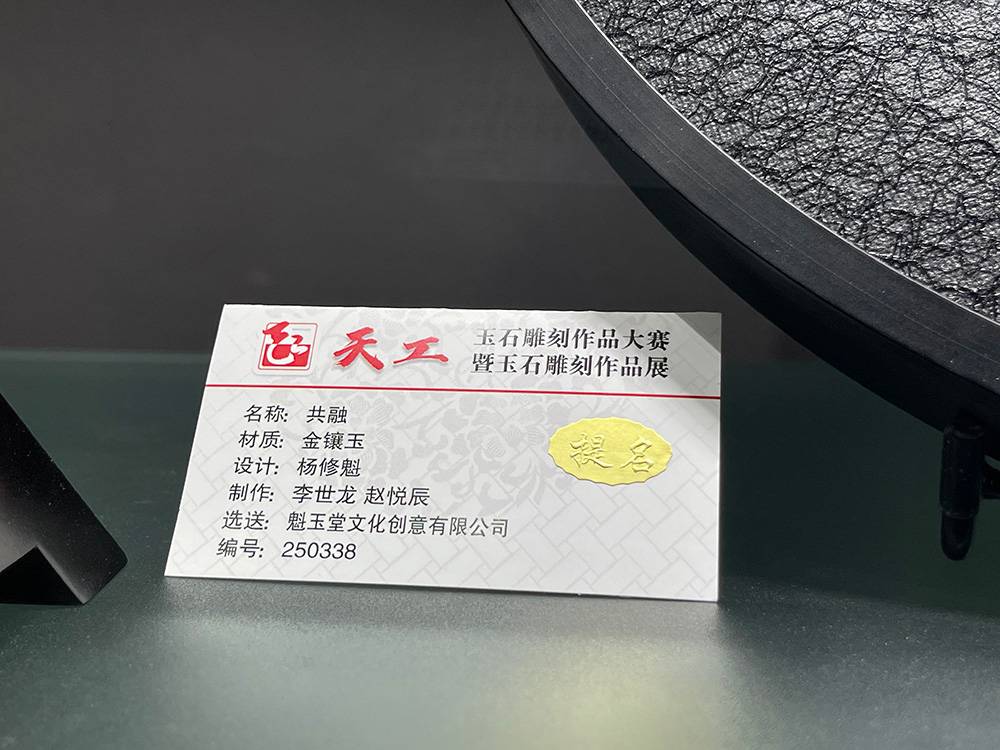 天工
玉石雕刻作品大赛
暨玉石雕刻作品展
名称: 共融
材质: 金镶玉
设计: 杨修魁
制作: 李世龙 赵悦辰
选送: 魁玉堂文化创意有限公司
编号: 250338
提名